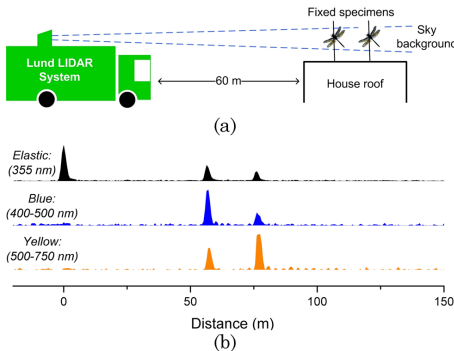 Fixed specimens
Sky
background
Lund LIDAR
System
60 m
House roof
(a)
Elastic:
(355 nm)
Blue:
(400-500 nm)
Yellow:
(500-750 nm)
0 50 100 150
Distance (m)
(b)